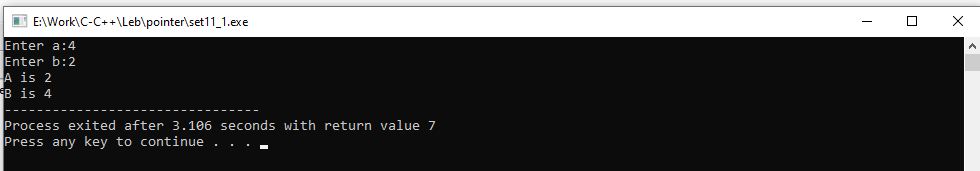 E:\Work\C-C++\Leb\pointer\set11_1.exe
Enter a:4
Enter b:2
A is 2
B is 4
--------------------------------
Process exited after 3.106 seconds with return value 7
Press any key to continue . . .